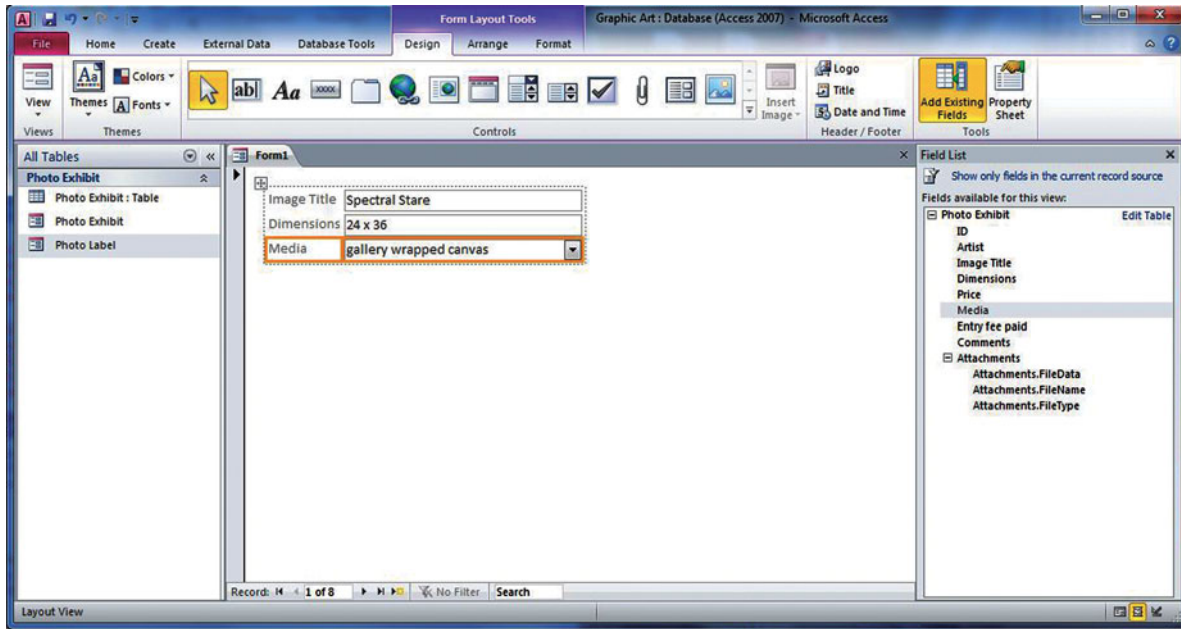 Form Layout Tools
Graphic Art : Database (Access 2007) - Microsoft Access
File Home Create External Data Database Tools Design Arrange Format
View
Views
Aa
Themes
Colors
A Fonts
Themes
ab| Aa xxxx
Controls
Insert
Image
Logo
Title
Date and Time
Header / Footer
Add Existing
Fields
Property
Sheet
Tools
All Tables
Photo Exhibit
Photo Exhibit : Table
Photo Exhibit
Photo Label
Form1
Image Title Spectral Stare
Dimensions 24 x 36
Media gallery wrapped canvas
Record: 1 of 8 No Filter Search
Field List
Show only fields in the current record source
Fields available for this view:
Photo Exhibit Edit Table
ID
Artist
Image Title
Dimensions
Price
Media
Entry fee paid
Comments
Attachments
Attachments.FileData
Attachments.FileName
Attachments.FileType
Layout View